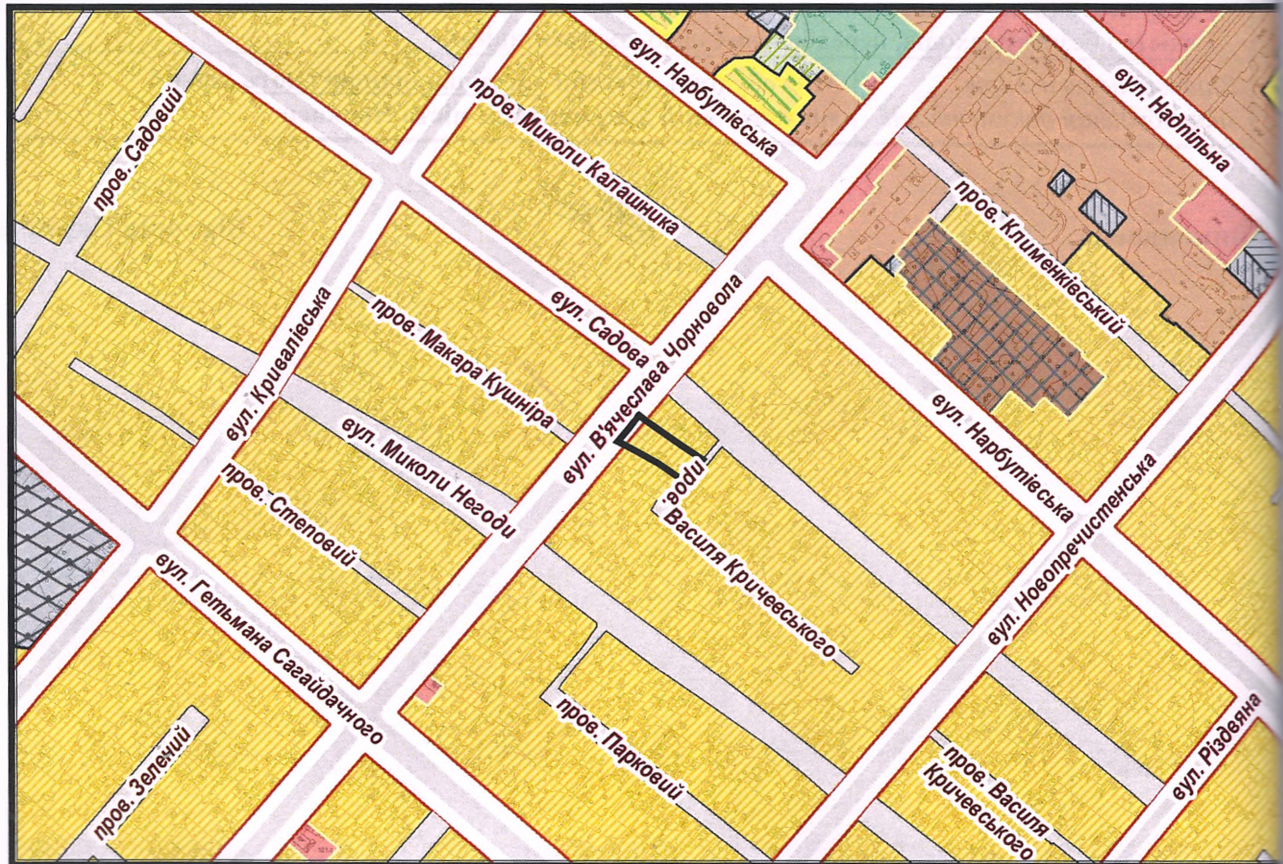 вул. Нарбутівська
вул. Надпільна
пров. Садовий
пров. Миколи Калашника
пров. Клименківський
вул. Садова
вул. В'ячеслава Чорновола
вул. Кривалівська
пров. Макара Кушніра
вул. Миколи Негоди
вул. Нарбутівська
пров. Степовий
пров.
Василя Кричевського
вул. Новопречистенська
вул. Гетьмана Сагайдачного
пров. Парковий
пров. Зелений
пров. Василя
Кричевського
вул. Різдвяна